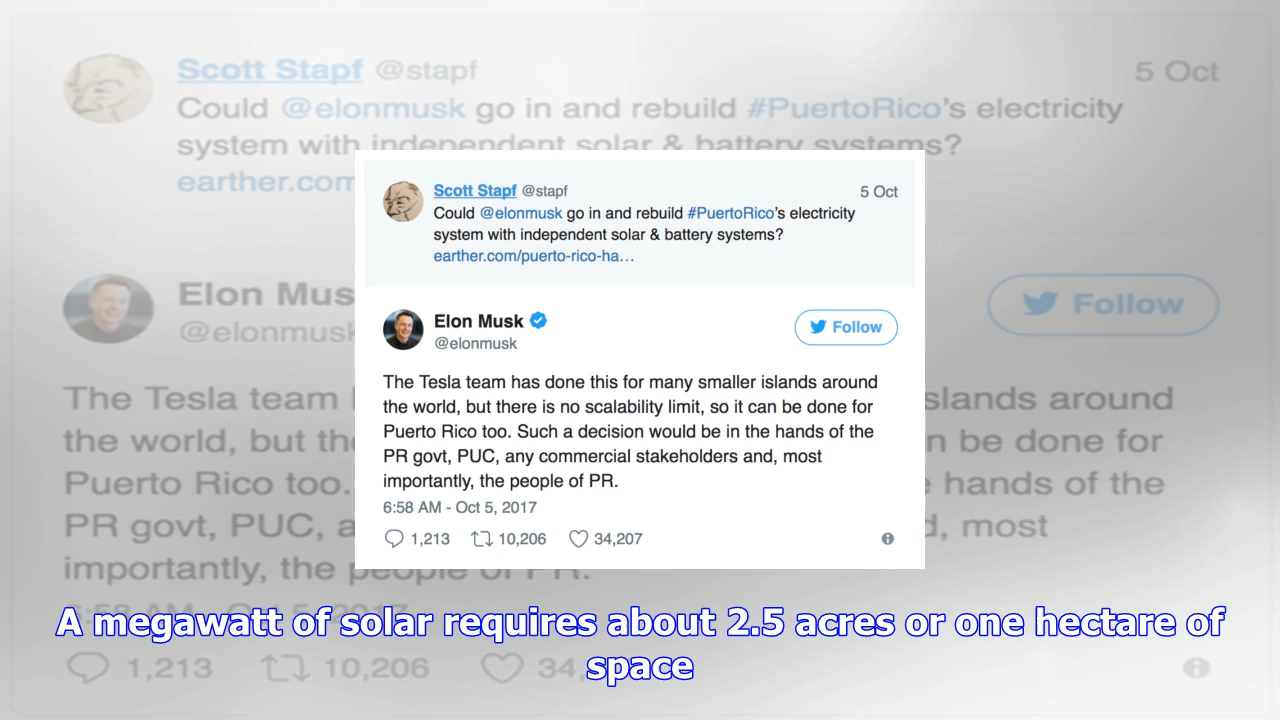 Scott Stapf @stapf 5 Oct
Could @elonmusk go in and rebuild #PuertoRico's electricity
system with independent solar & battery systems?
earther.com/puerto-rico-ha…
Elon Musk
@elonmusk
Follow
The Tesla team has done this for many smaller islands around
the world, but there is no scalability limit, so it can be done for
Puerto Rico too. Such a decision would be in the hands of the
PR govt, PUC, any commercial stakeholders and, most
importantly, the people of PR.
6:58 AM - Oct 5, 2017
1,213 10,206 34,207
A megawatt of solar requires about 2.5 acres or one hectare of
space